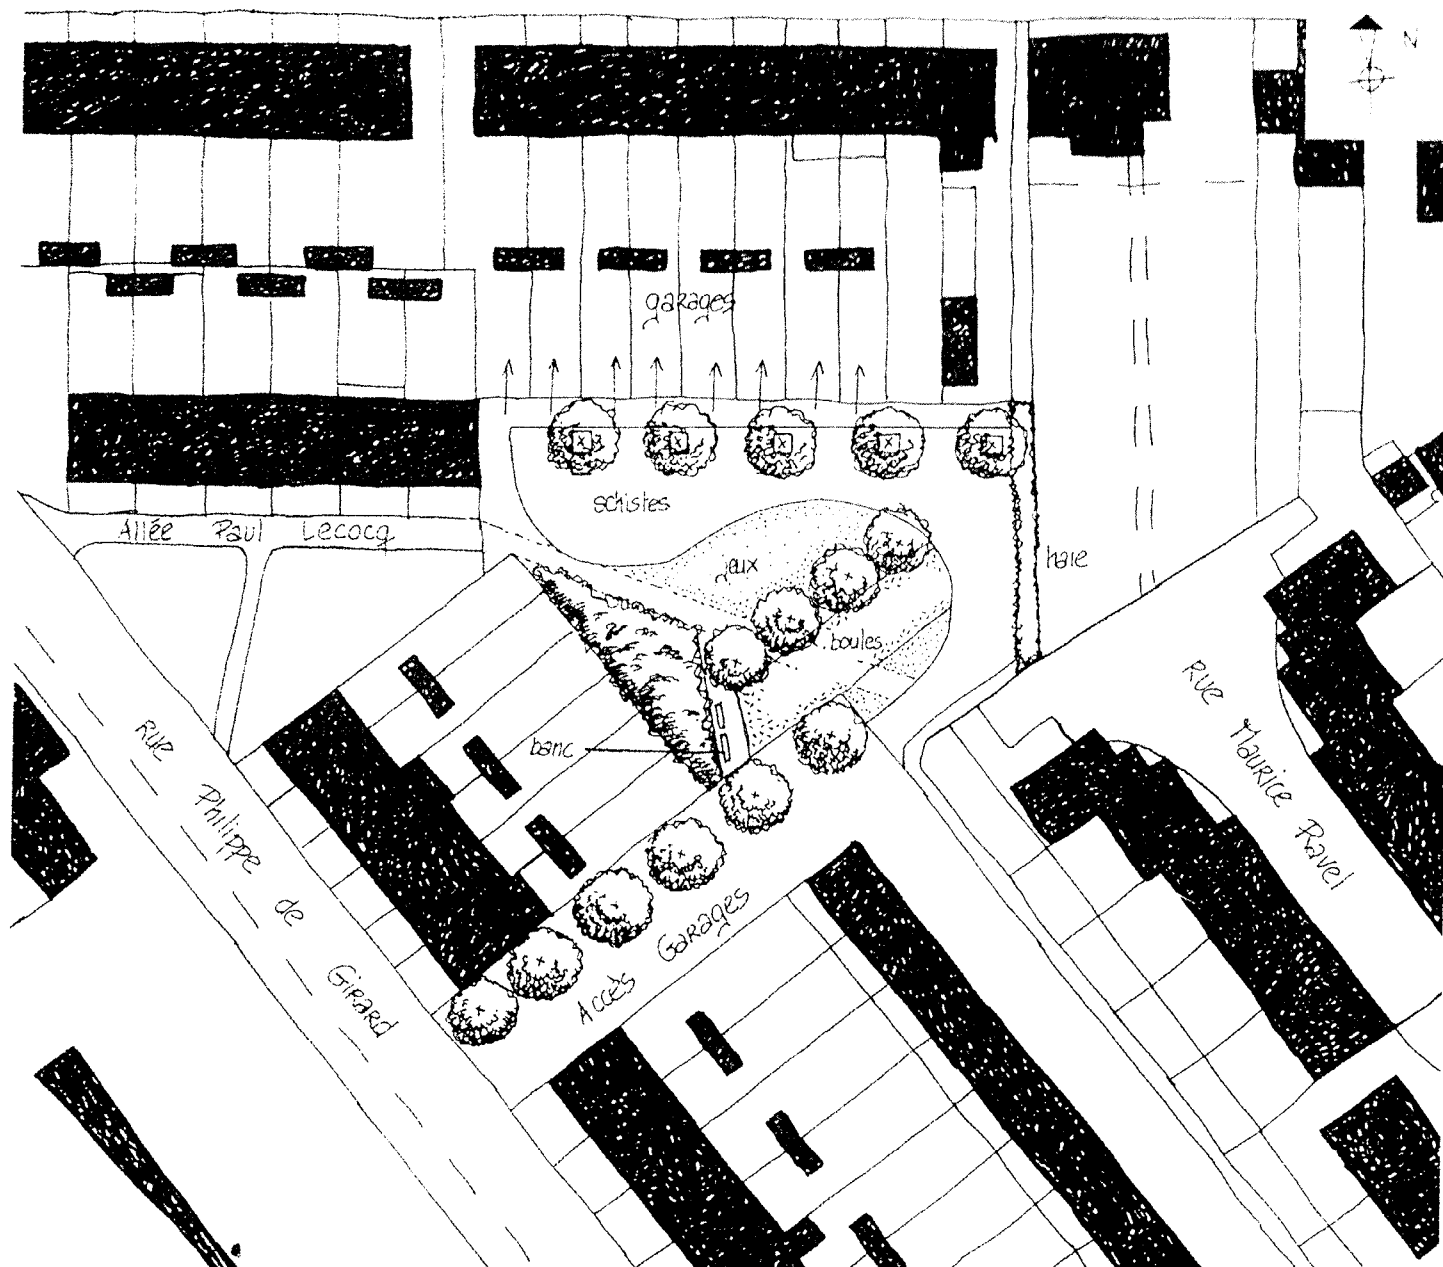 N
garages
schistes
Allée Paul Lecocq
jeux
haie
boules
banc
Rue Maurice Ravel
Rue Philippe de Girard
Accès Garages